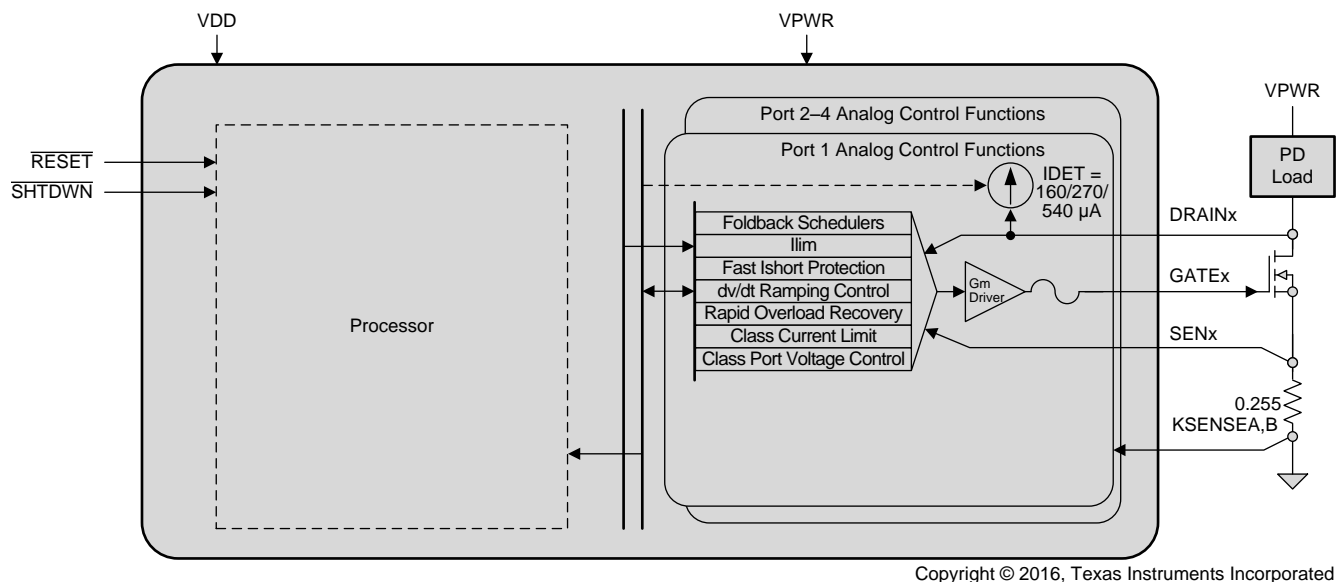 VDD
VPWR
RESET
SHTDWN
Processor
Port 2–4 Analog Control Functions
Port 1 Analog Control Functions
IDET =
160/270/
540 µA
Foldback Schedulers
Ilim
Fast Ishort Protection
dv/dt Ramping Control
Rapid Overload Recovery
Class Current Limit
Class Port Voltage Control
Gm
Driver
VPWR
PD
Load
DRAINx
GATEx
SENx
0.255
KSENSEA,B
Copyright © 2016, Texas Instruments Incorporated